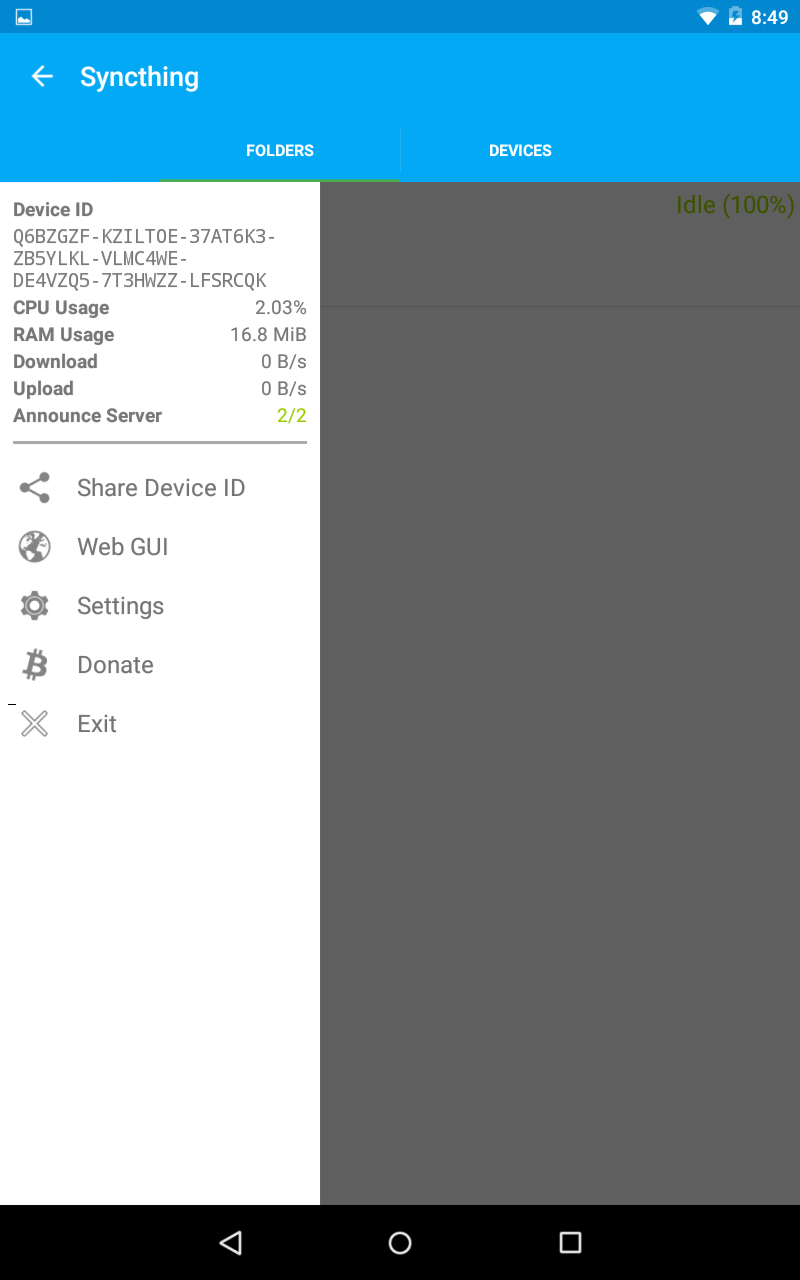 8:49
Syncthing
FOLDERS DEVICES
Device ID
Idle (100%)
Q6BZGZF-KZILTOE-37AT6K3-
ZB5YLKL-VLMC4WE-
DE4VZQ5-7T3HWZZ-LFSRCQK
CPU Usage 2.03%
RAM Usage 16.8 MiB
Download 0 B/s
Upload 0 B/s
Announce Server 2/2
Share Device ID
Web GUI
Settings
Donate
Exit